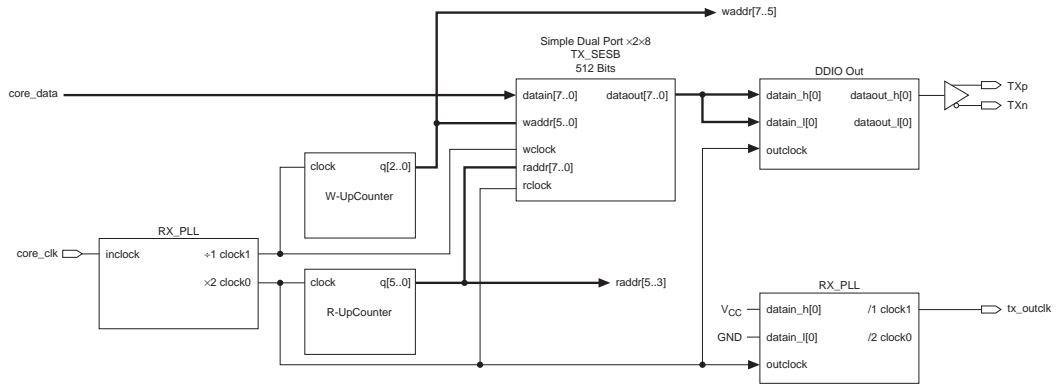 waddr[7..5]
Simple Dual Port ×2×8
TX_SESB
512 Bits
DDIO Out
core_data
datain[7..0] dataout[7..0]
waddr[5..0]
wclock
raddr[7..0]
rclock
datain_h[0] dataout_h[0]
datain_l[0] dataout_l[0]
outclock
TXp
TXn
clock q[2..0]
W-UpCounter
RX_PLL
core_clk
inclock ÷1 clock1
×2 clock0
clock q[5..0]
R-UpCounter
raddr[5..3]
RX_PLL
VCC
datain_h[0] /1 clock1
tx_outclk
GND
datain_l[0] /2 clock0
outclock